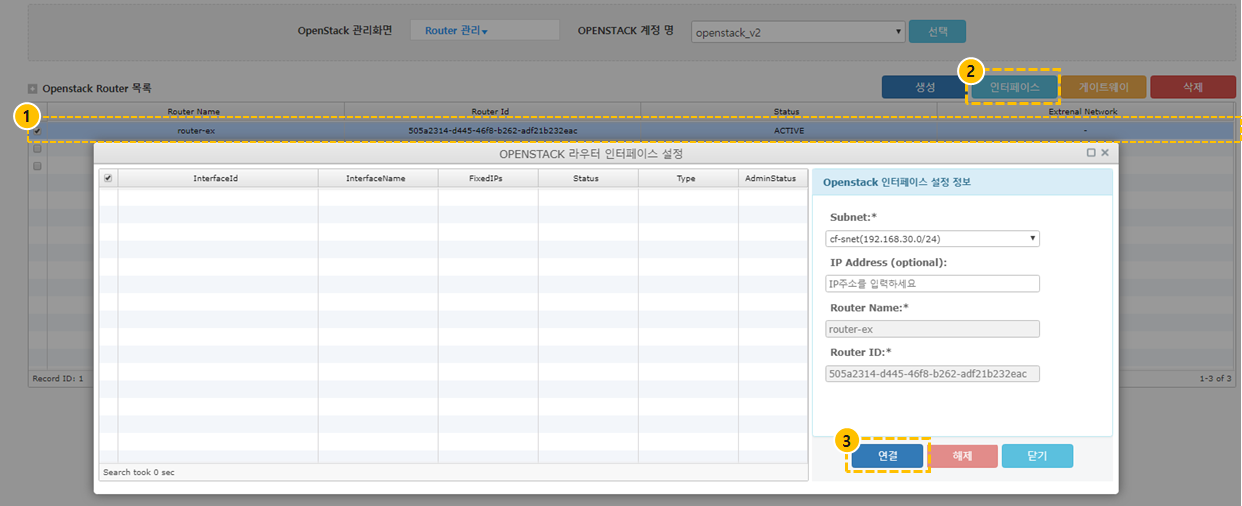 OpenStack 관리화면 Router 관리 OPENSTACK 계정 명 openstack_v2 선택
Openstack Router 목록 생성 2 인터페이스 게이트웨이 삭제
Router Name Router Id Status Extrenal Network
1 router-ex 505a2314-d445-46f8-b262-adf21b232eac ACTIVE -
OPENSTACK 라우터 인터페이스 설정
InterfaceId InterfaceName FixedIPs Status Type AdminStatus
Openstack 인터페이스 설정 정보
Subnet:*
cf-snet(192.168.30.0/24)
IP Address (optional):
IP주소를 입력하세요
Router Name:*
router-ex
Router ID:*
505a2314-d445-46f8-b262-adf21b232eac
3 연결 해제 닫기
Search took 0 sec
Record ID: 1 1-3 of 3